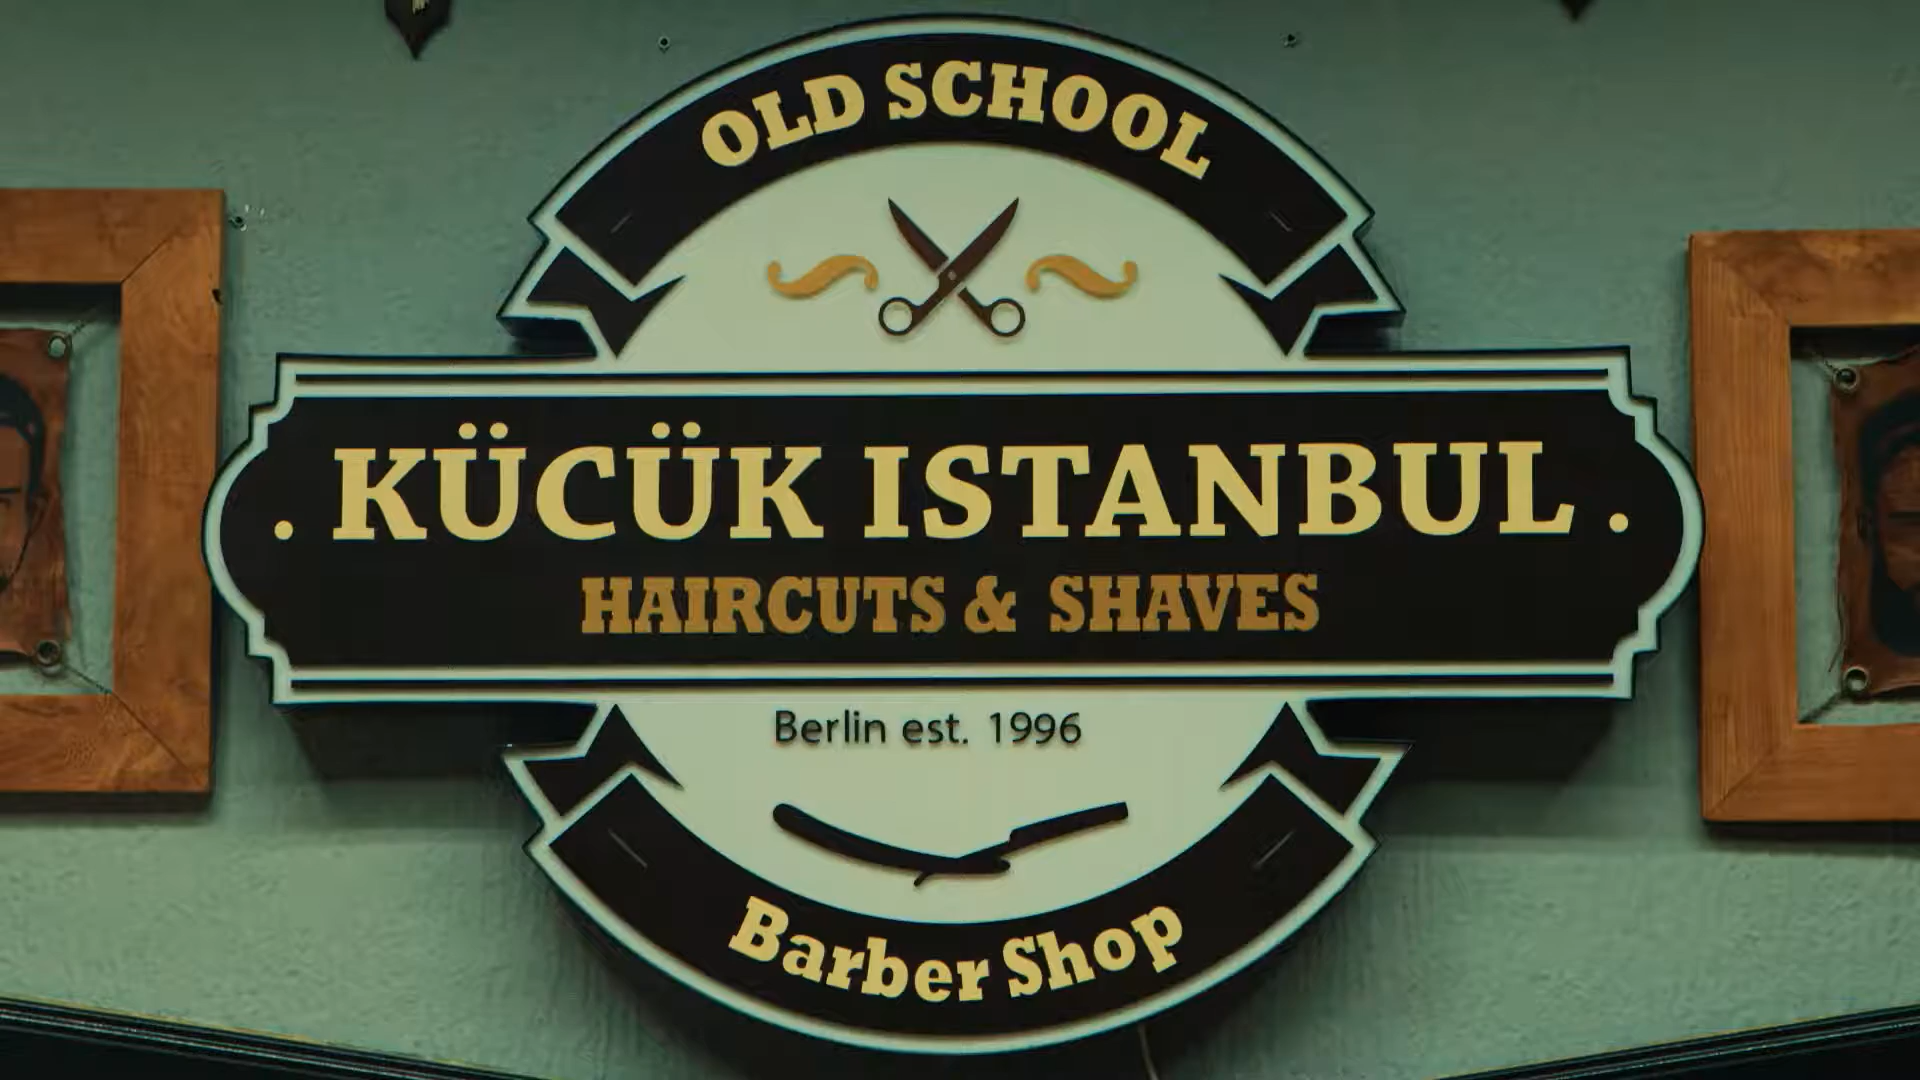 OLD SCHOOL
. KÜCÜK ISTANBUL .
HAIRCUTS & SHAVES
Berlin est. 1996
Barber Shop